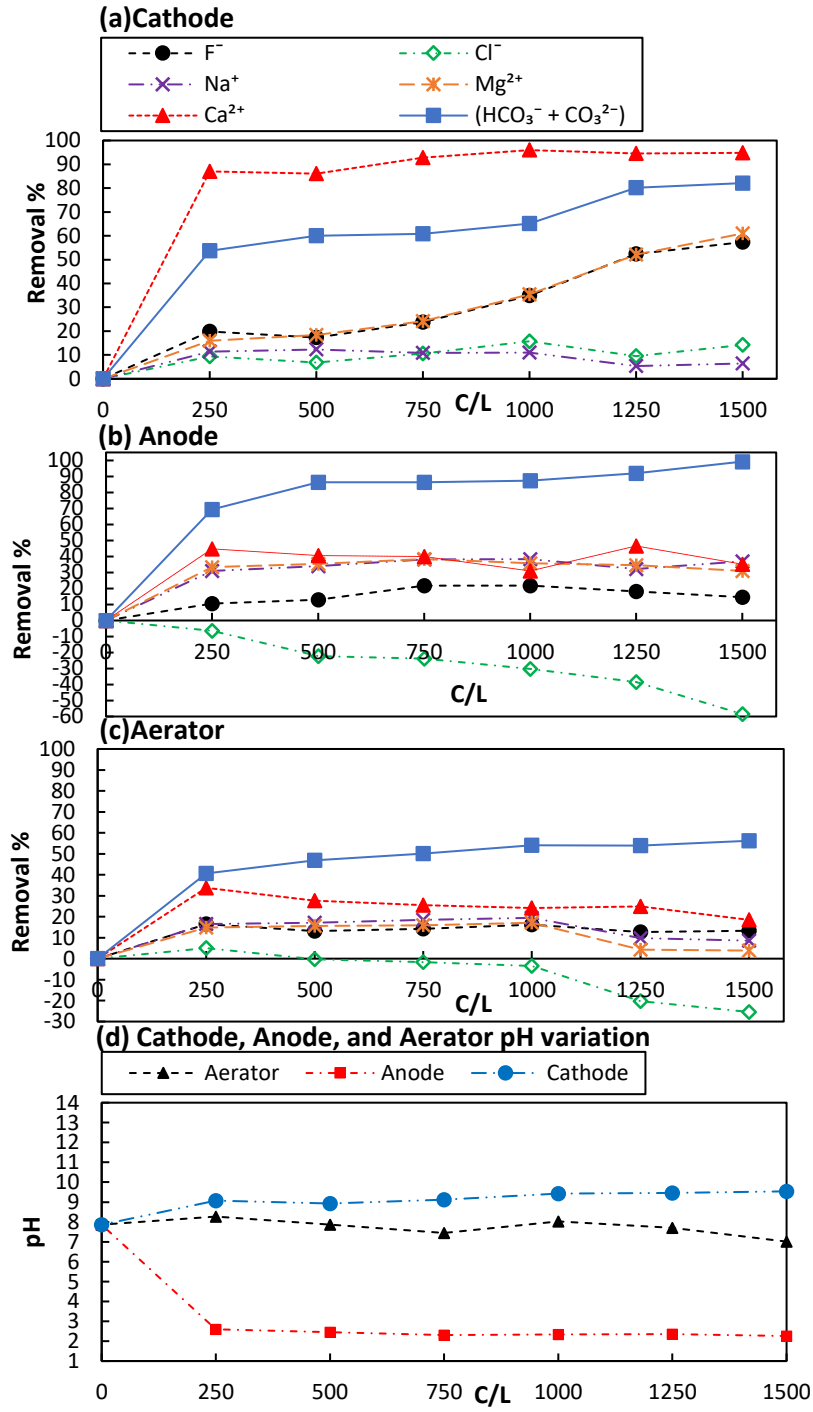 (a)Cathode
F⁻ Cl⁻
Na⁺ Mg²⁺
Ca²⁺ (HCO₃⁻ + CO₃²⁻)
Removal %
100
90
80
70
60
50
40
30
20
10
0
0 250 500 750 1000 1250 1500
C/L
(b) Anode
Removal %
100
90
80
70
60
50
40
30
20
10
0
-10
-20
-30
-40
-50
-60
0 250 500 750 1000 1250 1500
C/L
(c)Aerator
Removal %
100
90
80
70
60
50
40
30
20
10
0
-10
-20
-30
0 250 500 750 1000 1250 1500
C/L
(d) Cathode, Anode, and Aerator pH variation
Aerator Anode Cathode
pH
14
13
12
11
10
9
8
7
6
5
4
3
2
1
0 250 500 750 1000 1250 1500
C/L